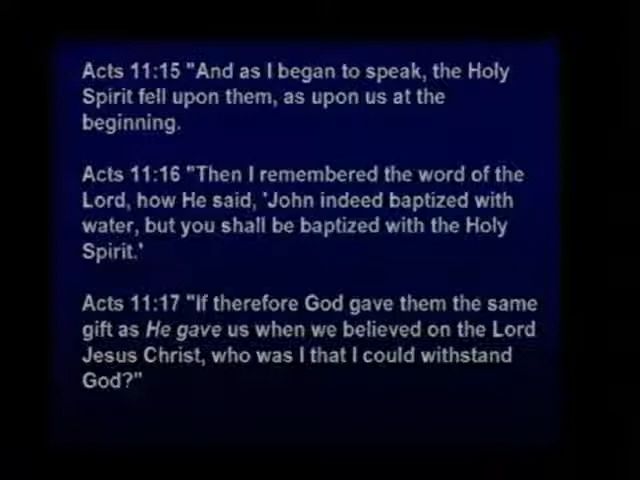 Acts 11:15 "And as I began to speak, the Holy
Spirit fell upon them, as upon us at the
beginning.
Acts 11:16 "Then I remembered the word of the
Lord, how He said, 'John indeed baptized with
water, but you shall be baptized with the Holy
Spirit.'
Acts 11:17 "If therefore God gave them the same
gift as He gave us when we believed on the Lord
Jesus Christ, who was I that I could withstand
God?"